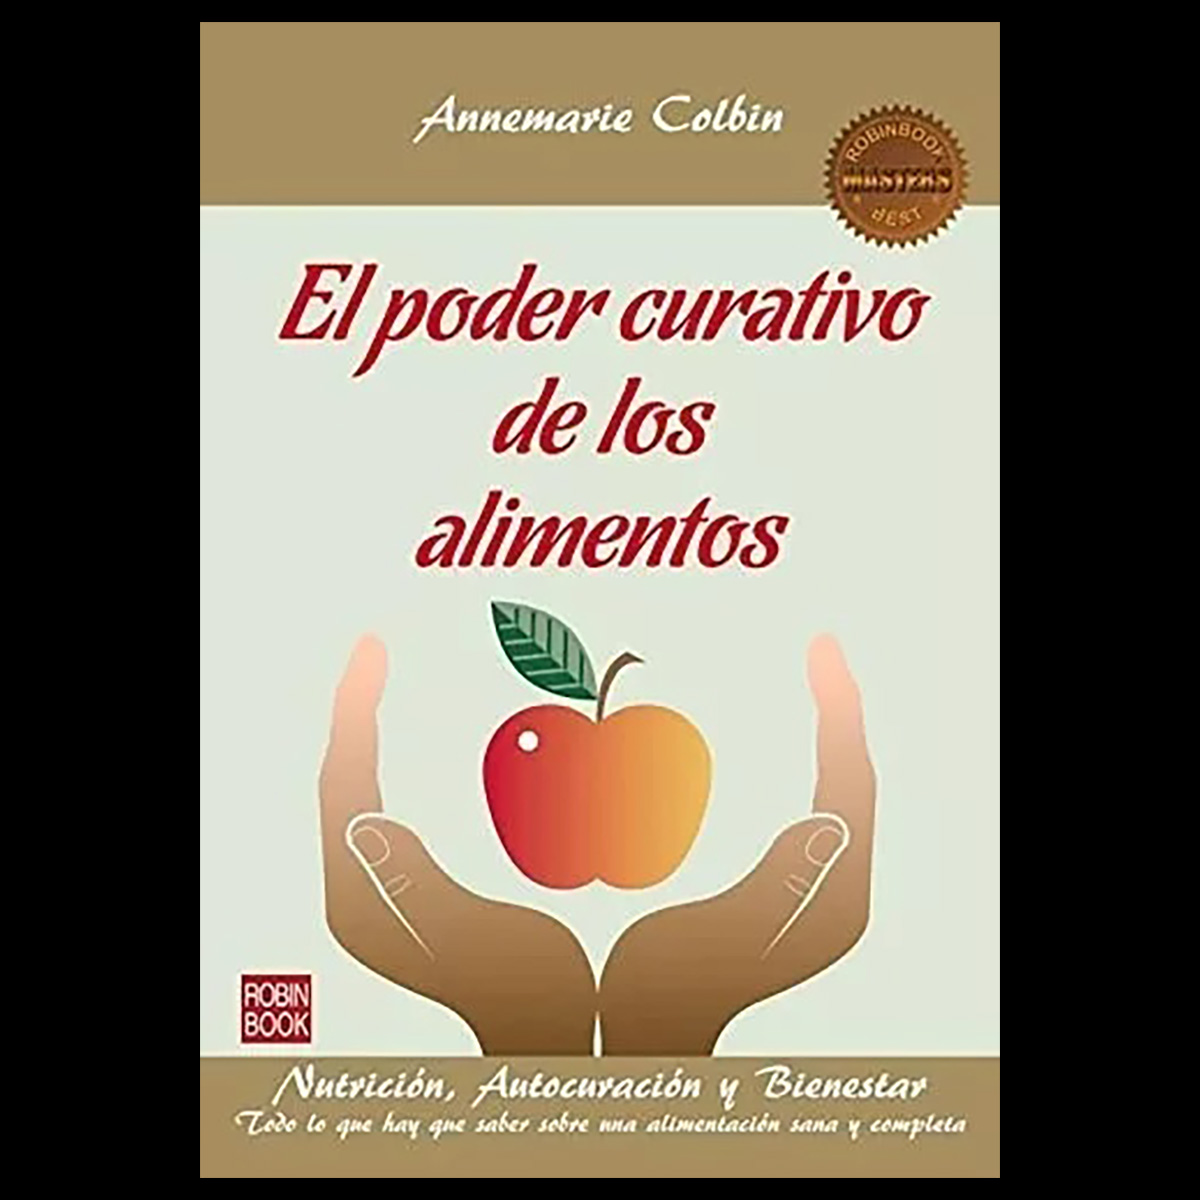 Annemarie Colbin
ROBINBOOK
MASTERS
BEST
El poder curativo
de los
alimentos
ROBIN
BOOK
Nutrición, Autocuración y Bienestar
Todo lo que hay que saber sobre una alimentación sana y completa